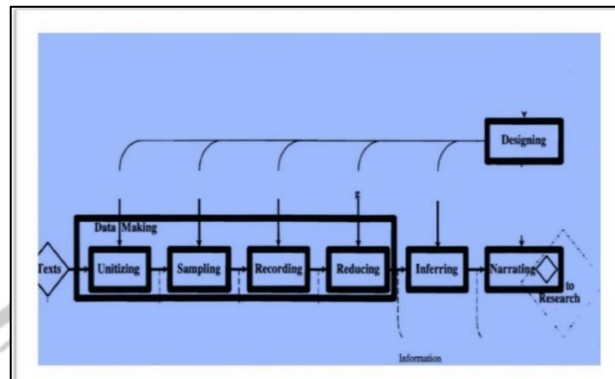 Designing
g
Data Making
Texts
Unitizing
Sampling
Recording
Reducing
Inferring
Narrating
to
Research
Information